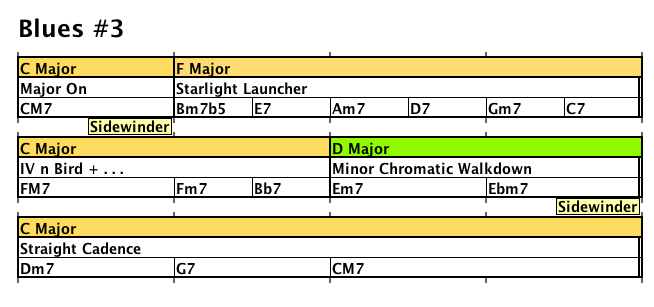 Blues #3
C Major F Major
Major On Starlight Launcher
CM7 Bm7b5 E7 Am7 D7 Gm7 C7
Sidewinder
C Major D Major
IV n Bird + . . . Minor Chromatic Walkdown
FM7 Fm7 Bb7 Em7 Ebm7
Sidewinder
C Major
Straight Cadence
Dm7 G7 CM7